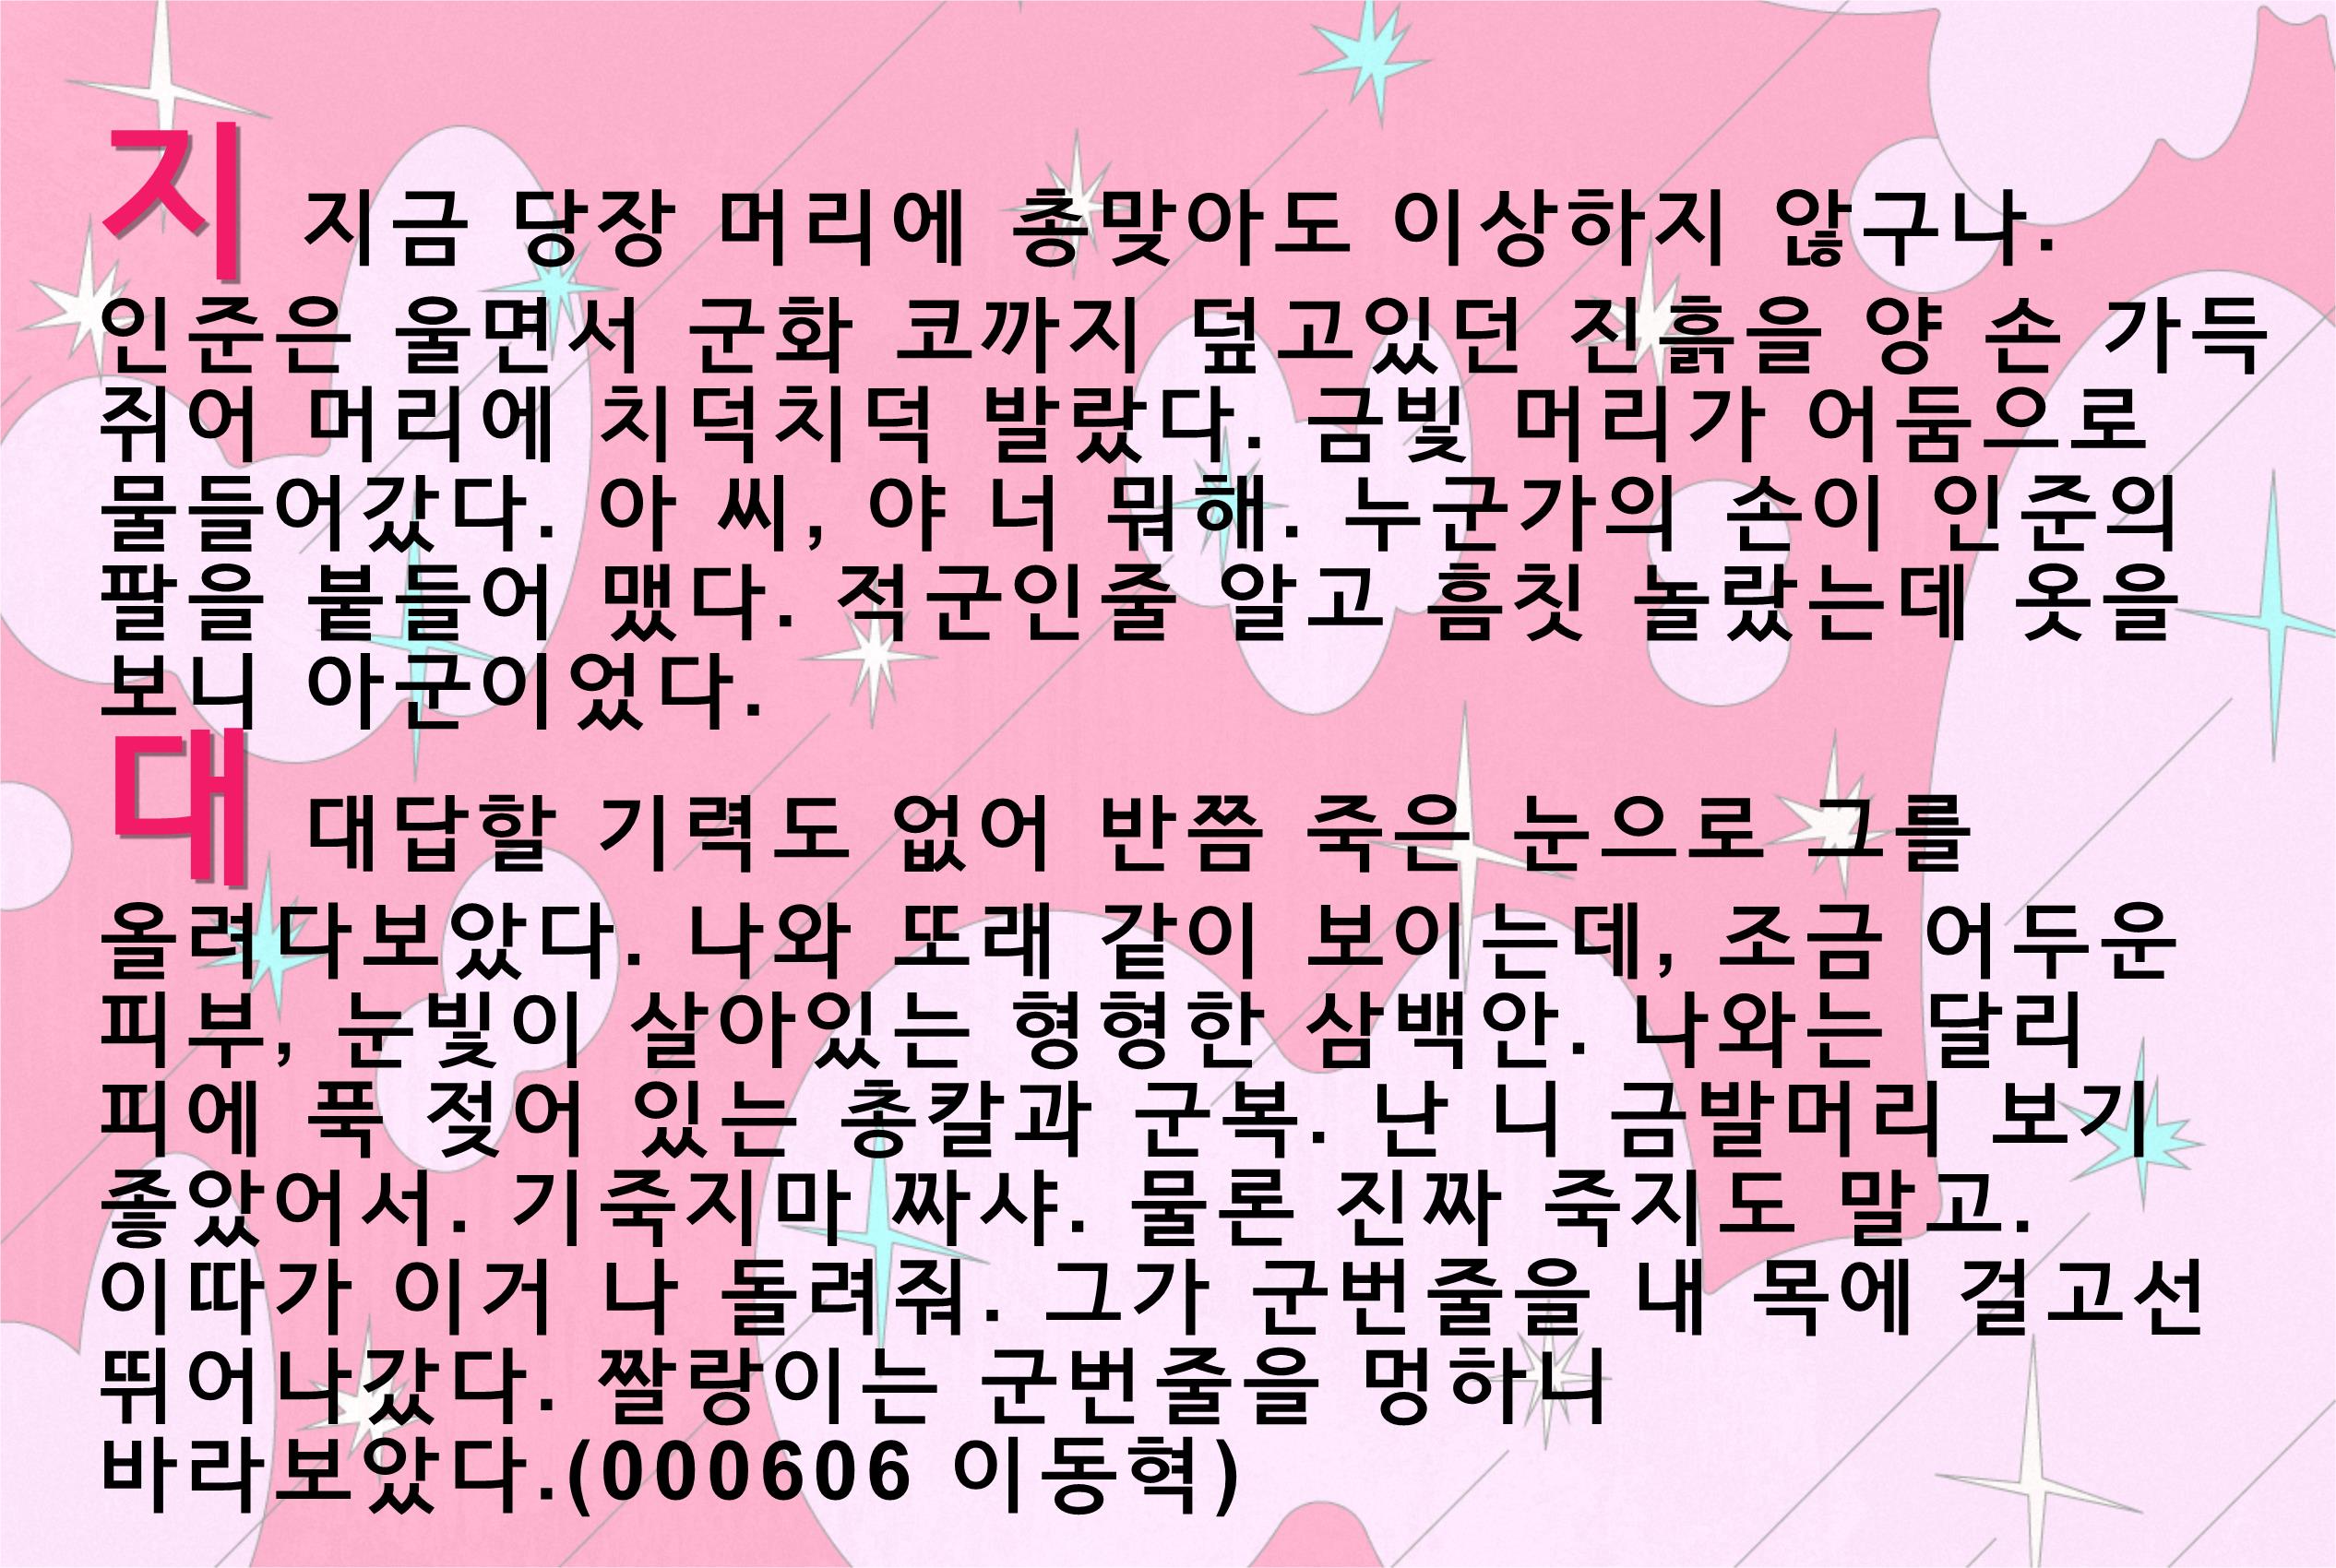 지 지금 당장 머리에 총맞아도 이상하지 않구나.
인준은 울면서 군화 코까지 덮고있던 진흙을 양 손 가득
쥐어 머리에 치덕치덕 발랐다. 금빛 머리가 어둠으로
물들어갔다. 아 씨, 야 너 뭐해. 누군가의 손이 인준의
팔을 붙들어 맸다. 적군인줄 알고 흠칫 놀랐는데 옷을
보니 아군이었다.
대 대답할 기력도 없어 반쯤 죽은 눈으로 그를
올려다보았다. 나와 또래 같이 보이는데, 조금 어두운
피부, 눈빛이 살아있는 형형한 삼백안. 나와는 달리
피에 푹 젖어 있는 총칼과 군복. 난 니 금발머리 보기
좋았어서. 기죽지마 짜샤. 물론 진짜 죽지도 말고.
이따가 이거 나 돌려줘. 그가 군번줄을 내 목에 걸고선
뛰어나갔다. 짤랑이는 군번줄을 멍하니
바라보았다.(000606 이동혁)